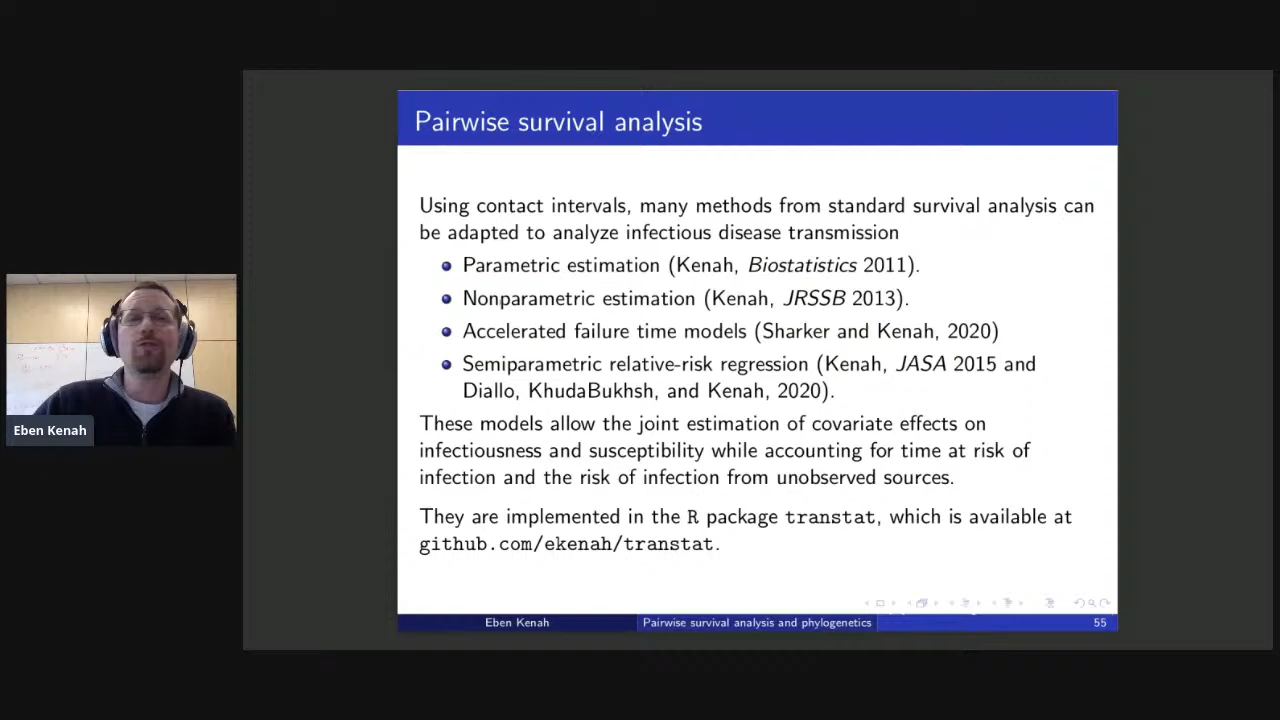 Pairwise survival analysis
Using contact intervals, many methods from standard survival analysis can
be adapted to analyze infectious disease transmission
Parametric estimation (Kenah, Biostatistics 2011).
Nonparametric estimation (Kenah, JRSSB 2013).
Accelerated failure time models (Sharker and Kenah, 2020)
Semiparametric relative-risk regression (Kenah, JASA 2015 and
Diallo, KhudaBukhsh, and Kenah, 2020).
These models allow the joint estimation of covariate effects on
infectiousness and susceptibility while accounting for time at risk of
infection and the risk of infection from unobserved sources.
They are implemented in the R package transtat, which is available at
github.com/ekenah/transtat.
Eben Kenah
Eben Kenah
Pairwise survival analysis and phylogenetics
55